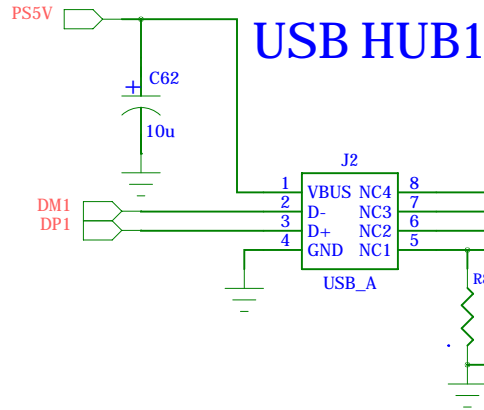 PS5V
USB HUB1
+
C62
10u
J2
1 VBUS NC4 8
DM1 2 D- NC3 7
DP1 3 D+ NC2 6
4 GND NC1 5
USB_A